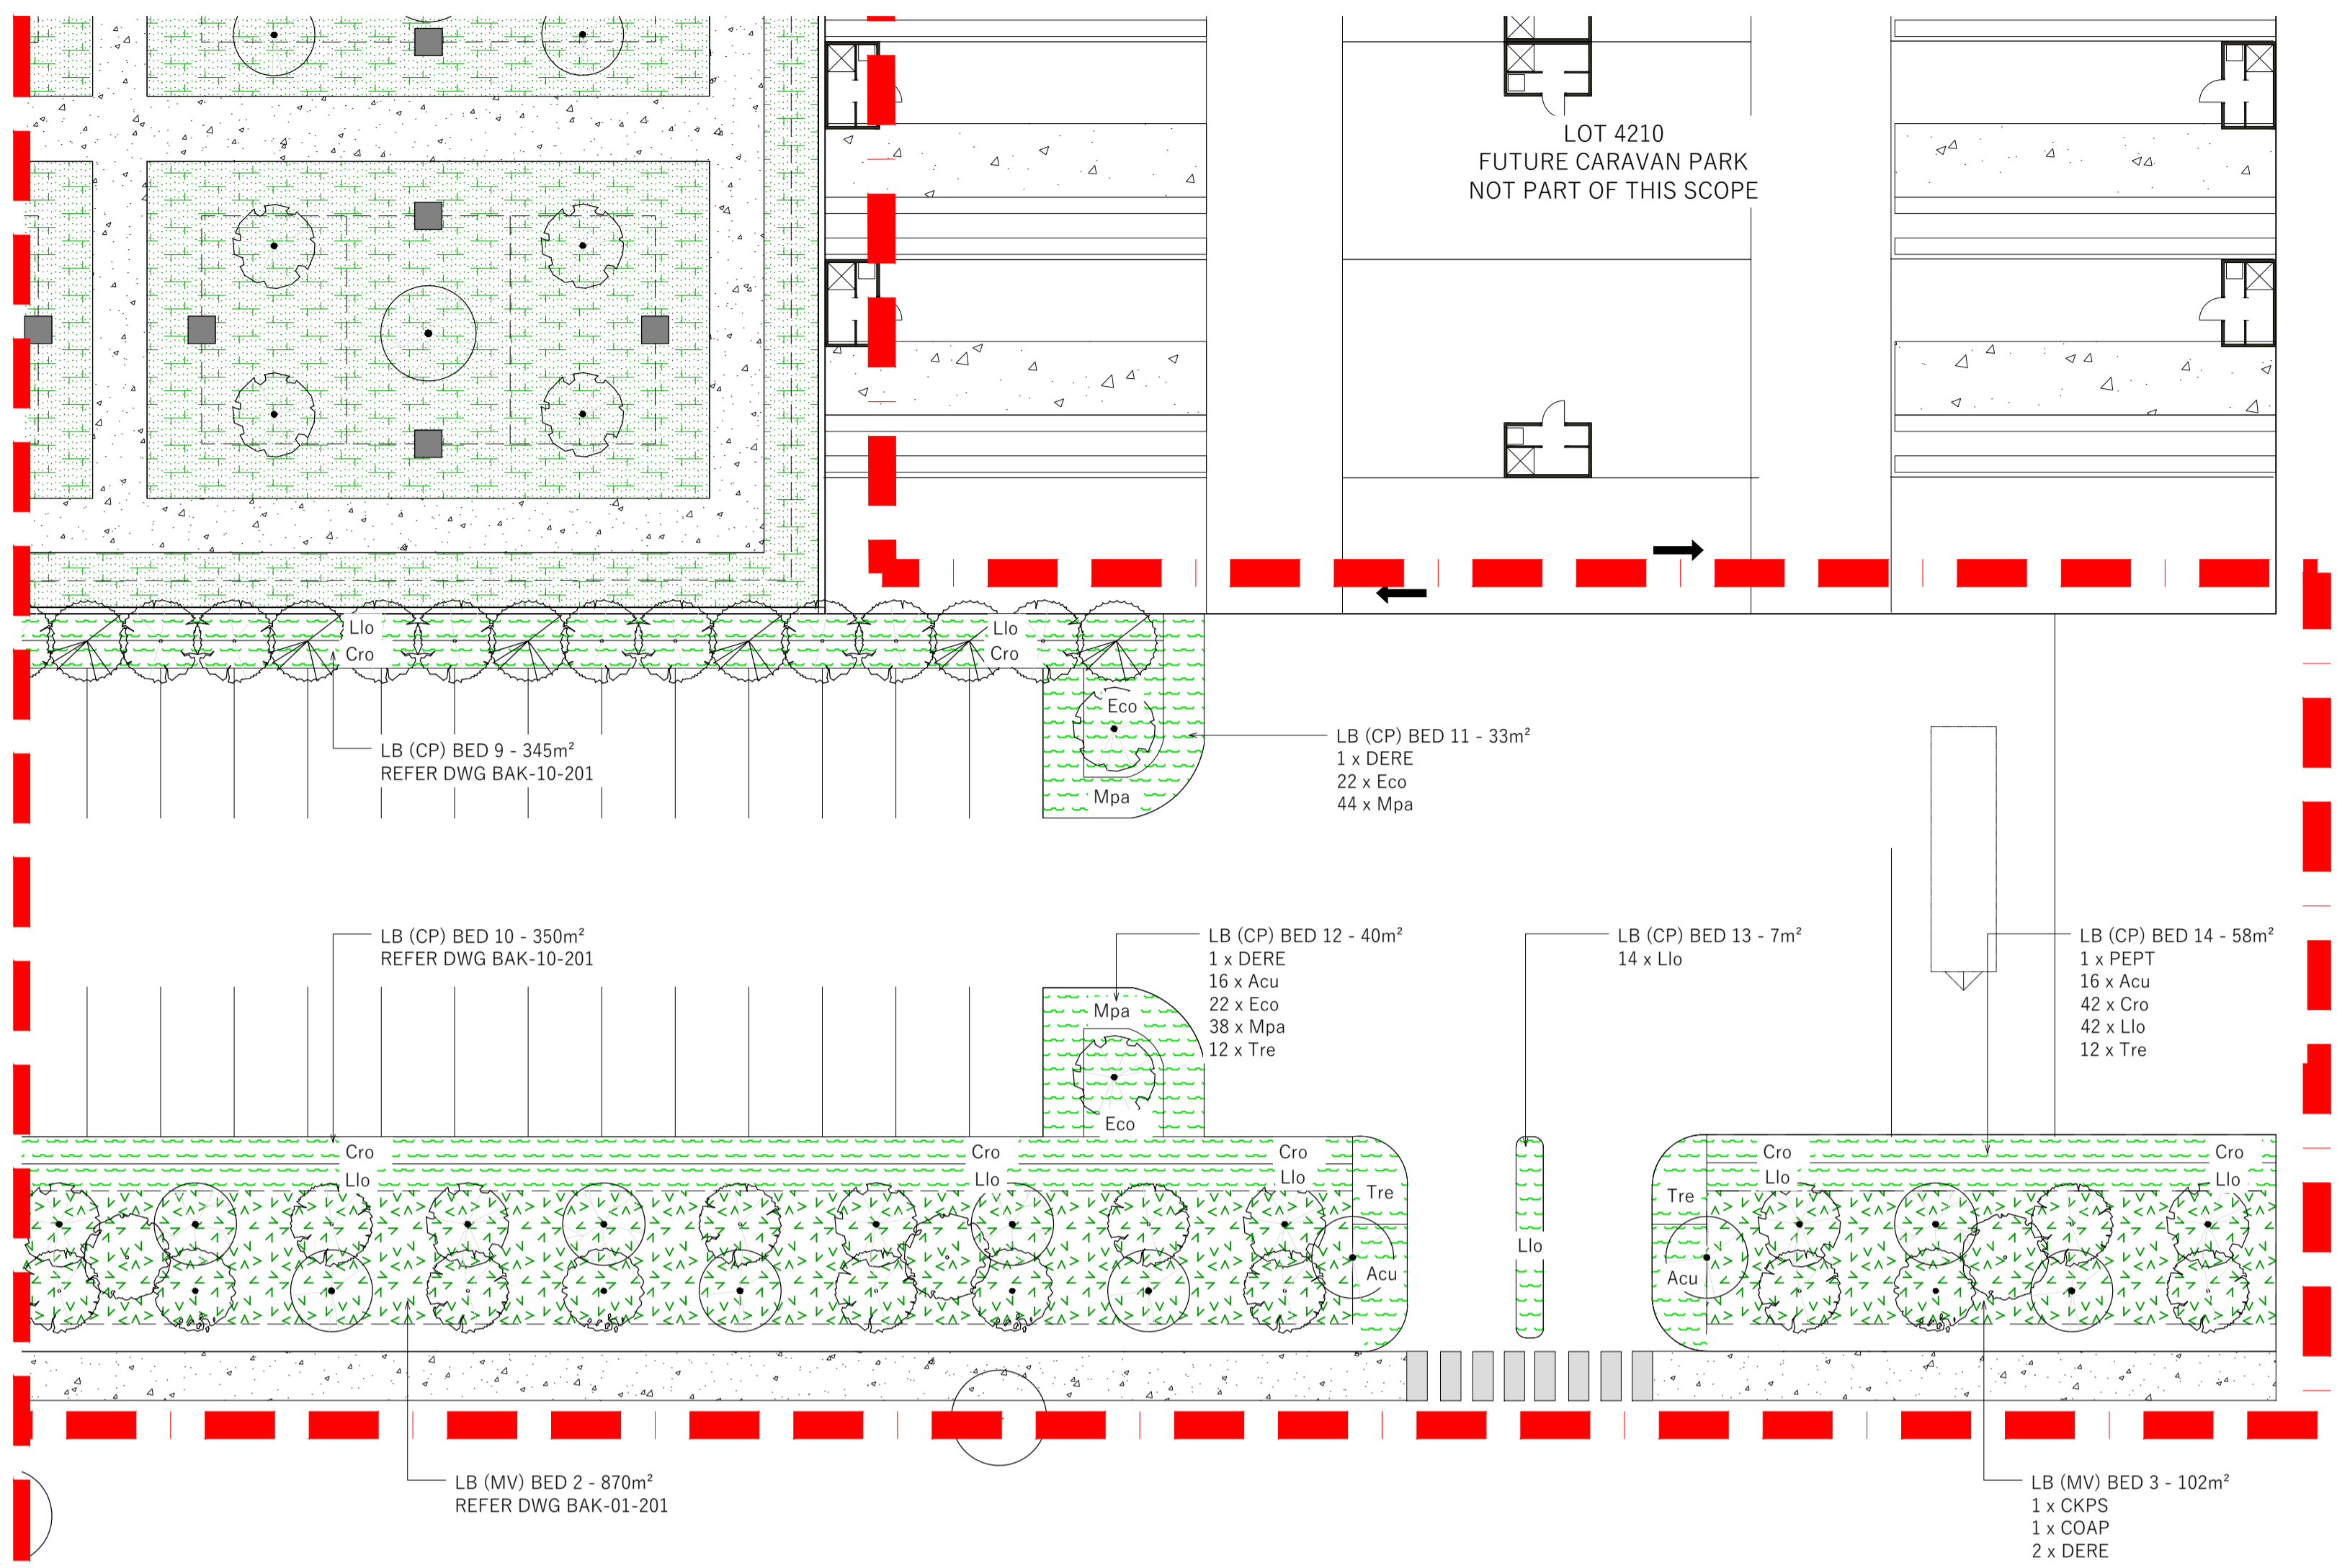 LOT 4210
FUTURE CARAVAN PARK
NOT PART OF THIS SCOPE
Llo
Cro
Llo
Cro
Eco
Mpa
LB (CP) BED 9 - 345m²
REFER DWG BAK-10-201
LB (CP) BED 11 - 33m²
1 x DERE
22 x Eco
44 x Mpa
LB (CP) BED 10 - 350m²
REFER DWG BAK-10-201
LB (CP) BED 12 - 40m²
1 x DERE
16 x Acu
22 x Eco
38 x Mpa
12 x Tre
LB (CP) BED 13 - 7m²
14 x Llo
LB (CP) BED 14 - 58m²
1 x PEPT
16 x Acu
42 x Cro
42 x Llo
12 x Tre
Mpa
Eco
Cro
Llo
Cro
Llo
Cro
Llo
Tre
Acu
Llo
Tre
Acu
Cro
Llo
Cro
Llo
LB (MV) BED 2 - 870m²
REFER DWG BAK-01-201
LB (MV) BED 3 - 102m²
1 x CKPS
1 x COAP
2 x DERE